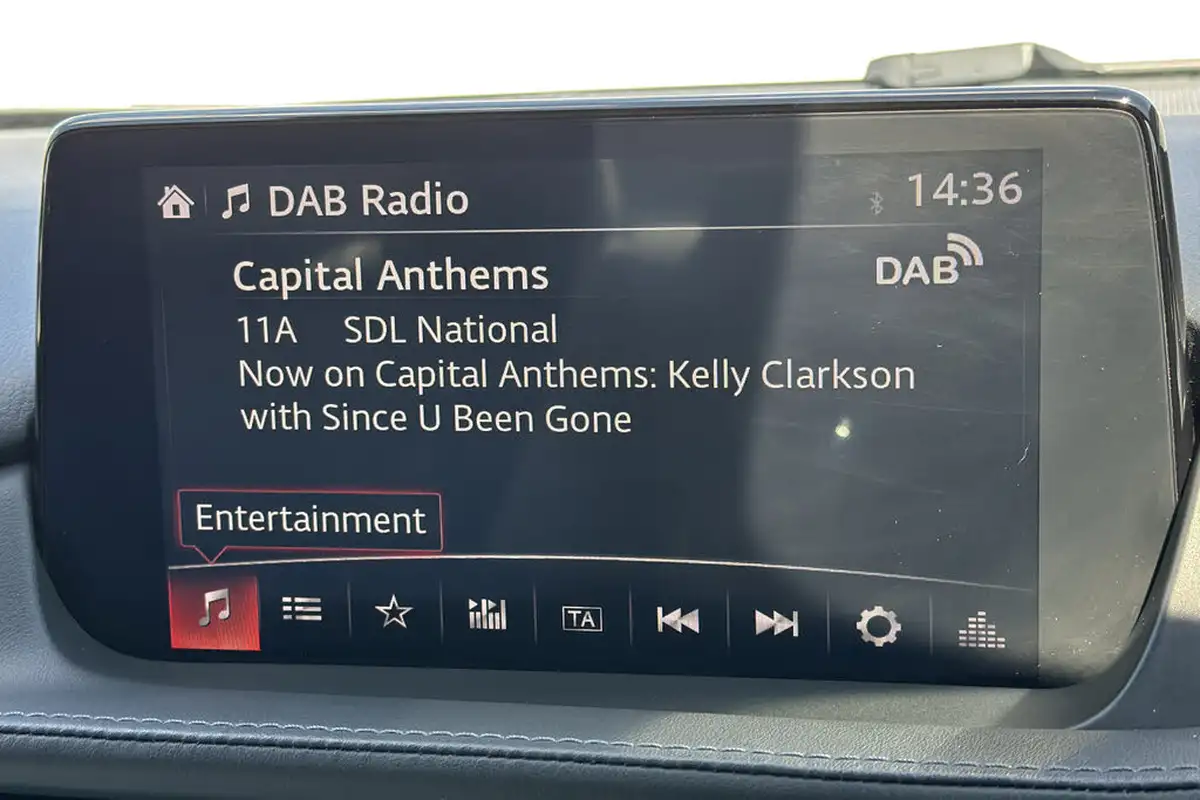 DAB Radio
14:36
Capital Anthems
DAB
11A SDL National
Now on Capital Anthems: Kelly Clarkson
with Since U Been Gone
Entertainment
TA